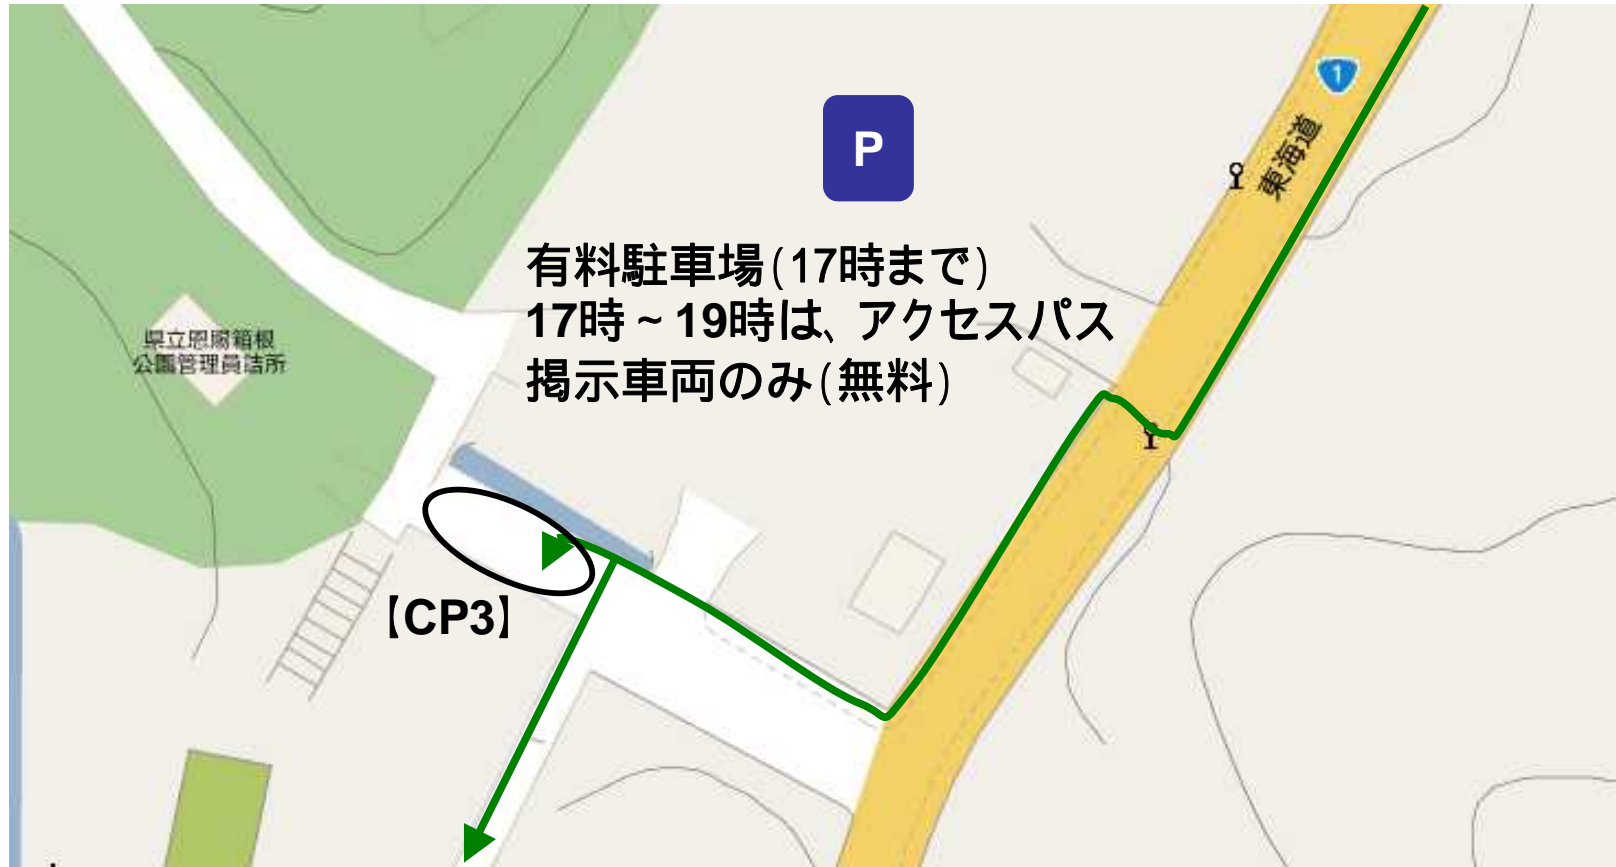 1
東海道
P
有料駐車場(17時まで)
17時~19時は、アクセスパス
掲示車両のみ(無料)
県立恩賜箱根
公園管理員詰所
【CP3】